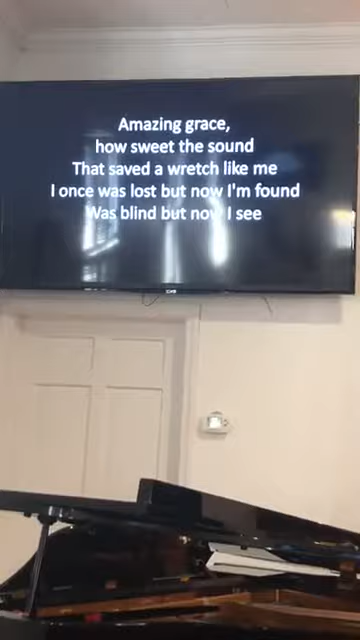 Amazing grace,
how sweet the sound
That saved a wretch like me
I once was lost but now I'm found
Was blind but now I see